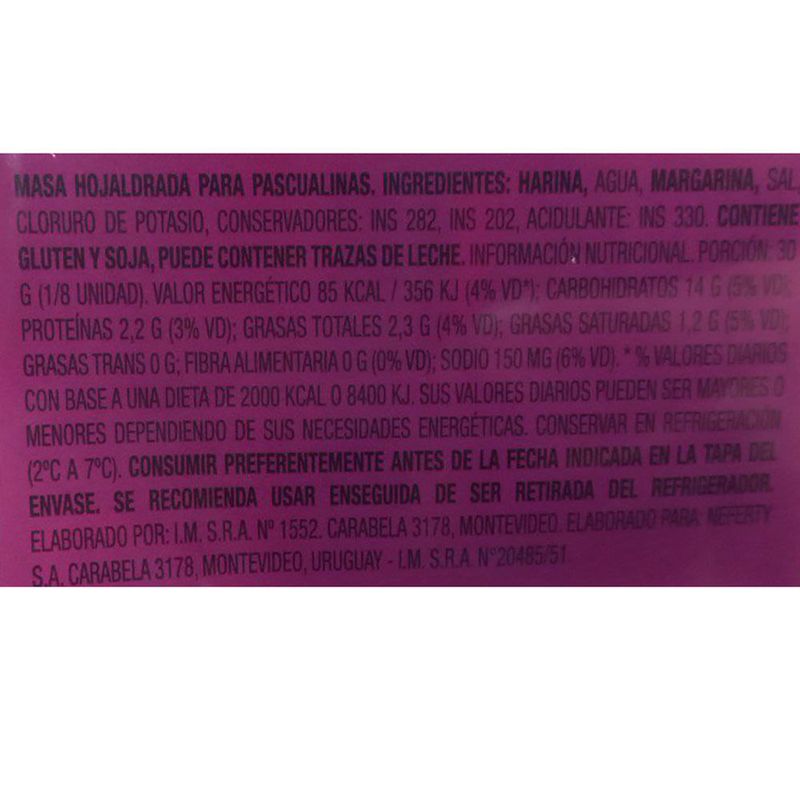 MASA HOJALDRADA PARA PASCUALINAS. INGREDIENTES: HARINA, AGUA, MARGARINA, SAL,
CLORURO DE POTASIO, CONSERVADORES: INS 282, INS 202, ACIDULANTE: INS 330. CONTIENE
GLUTEN Y SOJA, PUEDE CONTENER TRAZAS DE LECHE. INFORMACIÓN NUTRICIONAL. PORCIÓN: 30
G (1/8 UNIDAD). VALOR ENERGÉTICO 85 KCAL / 356 KJ (4% VD*); CARBOHIDRATOS 14 G (5% VD);
PROTEÍNAS 2,2 G (3% VD); GRASAS TOTALES 2,3 G (4% VD); GRASAS SATURADAS 1,2 G (5% VD);
GRASAS TRANS 0 G; FIBRA ALIMENTARIA 0 G (0% VD); SODIO 150 MG (6% VD). * % VALORES DIARIOS
CON BASE A UNA DIETA DE 2000 KCAL O 8400 KJ. SUS VALORES DIARIOS PUEDEN SER MAYORES O
MENORES DEPENDIENDO DE SUS NECESIDADES ENERGÉTICAS. CONSERVAR EN REFRIGERACIÓN
(2ºC A 7ºC). CONSUMIR PREFERENTEMENTE ANTES DE LA FECHA INDICADA EN LA TAPA DEL
ENVASE. SE RECOMIENDA USAR ENSEGUIDA DE SER RETIRADA DEL REFRIGERADOR.
ELABORADO POR: I.M. S.R.A. Nº 1552. CARABELA 3178, MONTEVIDEO. ELABORADO PARA: NEFERTY
S.A. CARABELA 3178, MONTEVIDEO, URUGUAY - I.M. S.R.A. N°20485/51.